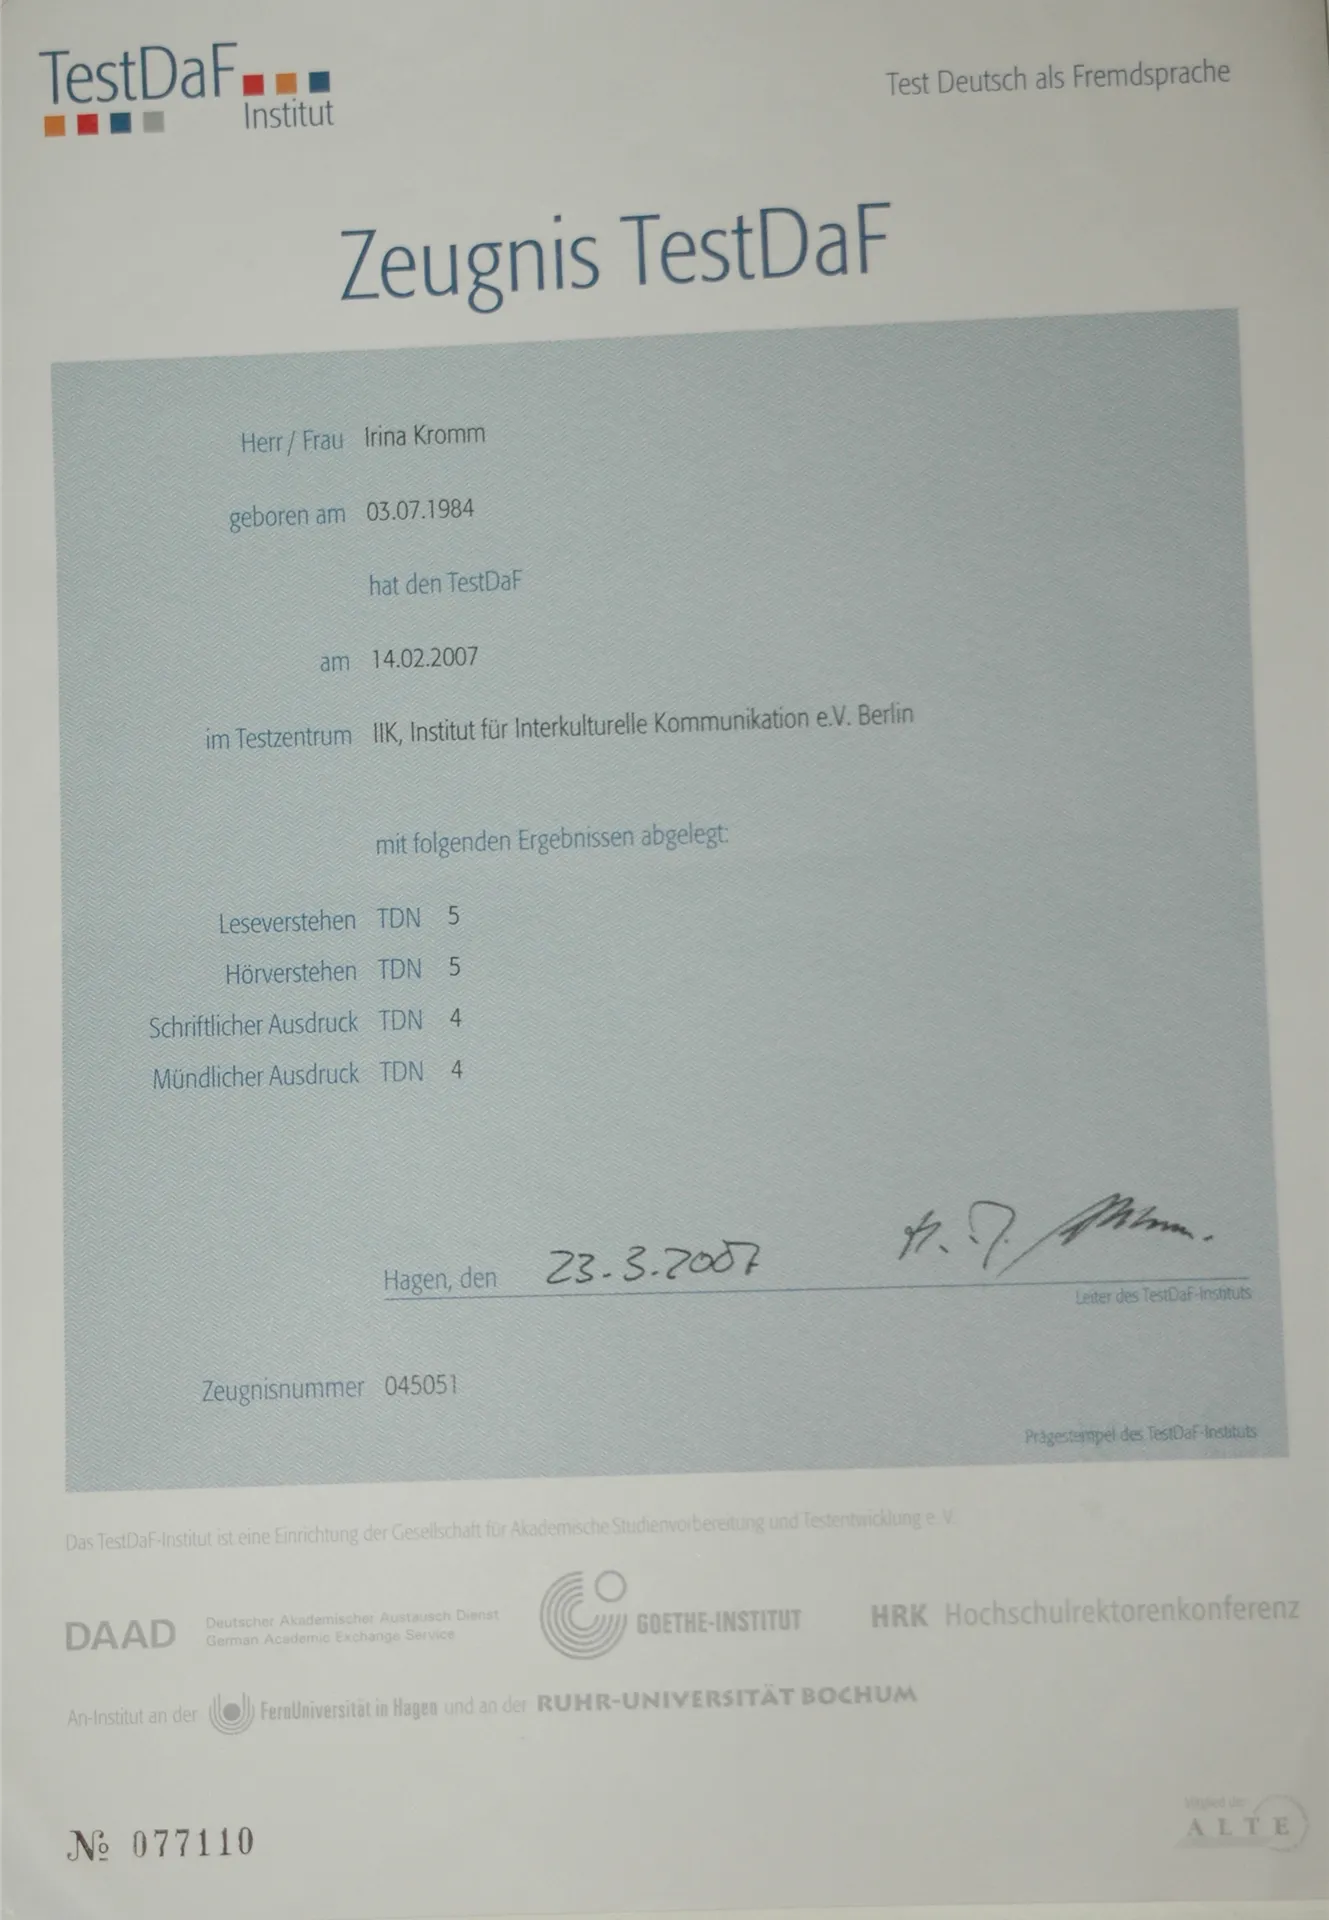 TestDaF
Institut
Test Deutsch als Fremdsprache
Zeugnis TestDaF
Herr / Frau Irina Kromm
geboren am 03.07.1984
hat den TestDaF
am 14.02.2007
im Testzentrum IIK, Institut für Interkulturelle Kommunikation e.V. Berlin
mit folgenden Ergebnissen abgelegt:
Leseverstehen TDN 5
Hörverstehen TDN 5
Schriftlicher Ausdruck TDN 4
Mündlicher Ausdruck TDN 4
Hagen, den 23.3.2007
Leiter des TestDaF-Instituts
Zeugnisnummer 045051
Prägestempel des TestDaF-Instituts
Das TestDaF-Institut ist eine Einrichtung der Gesellschaft für Akademische Studienvorbereitung und Testentwicklung e. V.
DAAD Deutscher Akademischer Austausch Dienst
German Academic Exchange Service
GOETHE-INSTITUT
HRK Hochschulrektorenkonferenz
An-Institut an der FernUniversität in Hagen und an der RUHR-UNIVERSITÄT BOCHUM
Mitglied der
ALTE
№ 077110